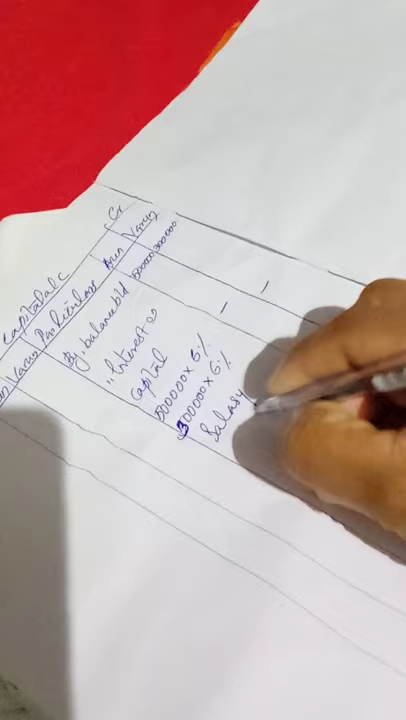 Capital a/c
Cr
Varun Particulars Arun Varun
By balance b/d 500000 300000
" Interest on
Capital
500000 x 6%
300000 x 6%
Salary